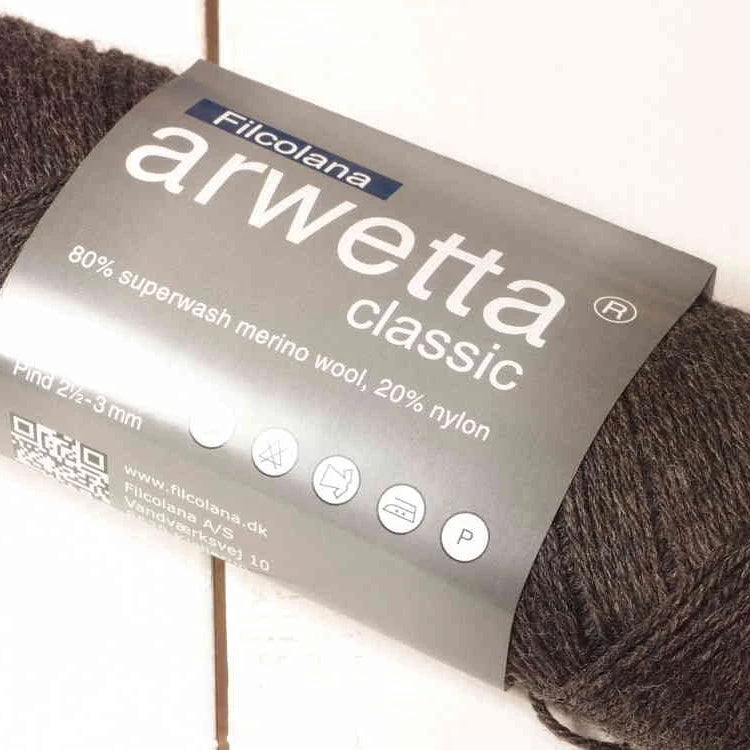 Filcolana
arwetta
classic
®
80% superwash merino wool, 20% nylon
Pind 2½-3 mm
P
www.filcolana.dk
Filcolana A/S
Vandværksvej 10